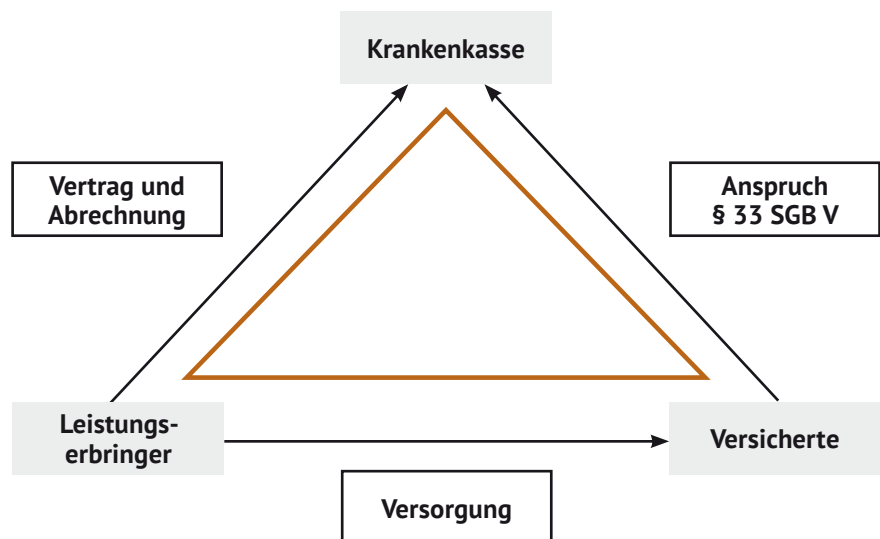 Krankenkasse
Vertrag und
Abrechnung
Anspruch
§ 33 SGB V
Leistungs-
erbringer
Versicherte
Versorgung